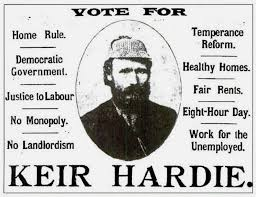 VOTE FOR
Home Rule.
Democratic
Government.
Justice to Labour
No Monopoly.
No Landlordism
Temperance
Reform.
Healthy Homes.
Fair Rents.
Eight-Hour Day.
Work for the
Unemployed.
KEIR HARDIE.